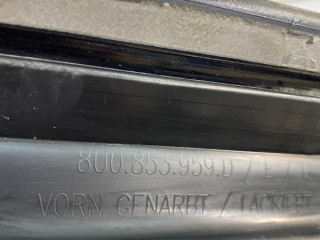 8U0.853.959.D / E /
VORN GENARBT / LACKIERT